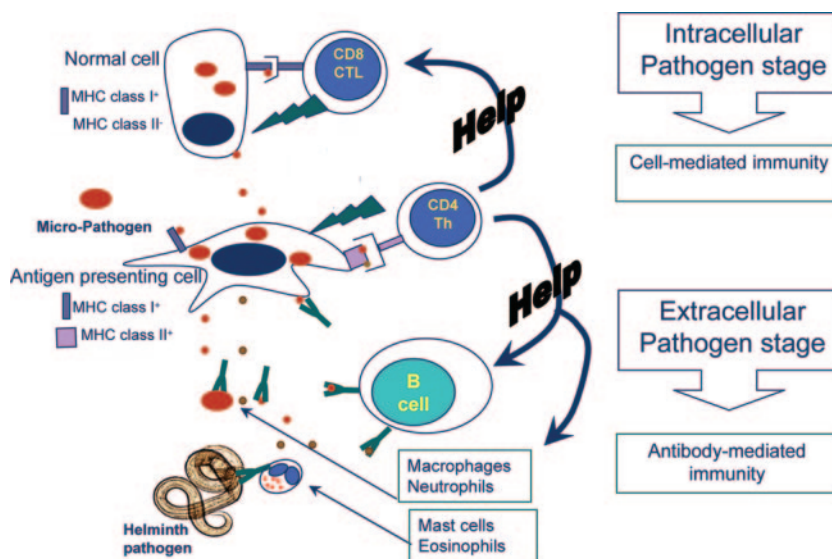 Normal cell
MHC class I+
MHC class II-
CD8
CTL
Help
Intracellular
Pathogen stage
Cell-mediated immunity
Micro-Pathogen
CD4
Th
Antigen presenting cell
MHC class I+
MHC class II+
Help
Extracellular
Pathogen stage
B
cell
Antibody-mediated
immunity
Macrophages
Neutrophils
Mast cells
Eosinophils
Helminth
pathogen